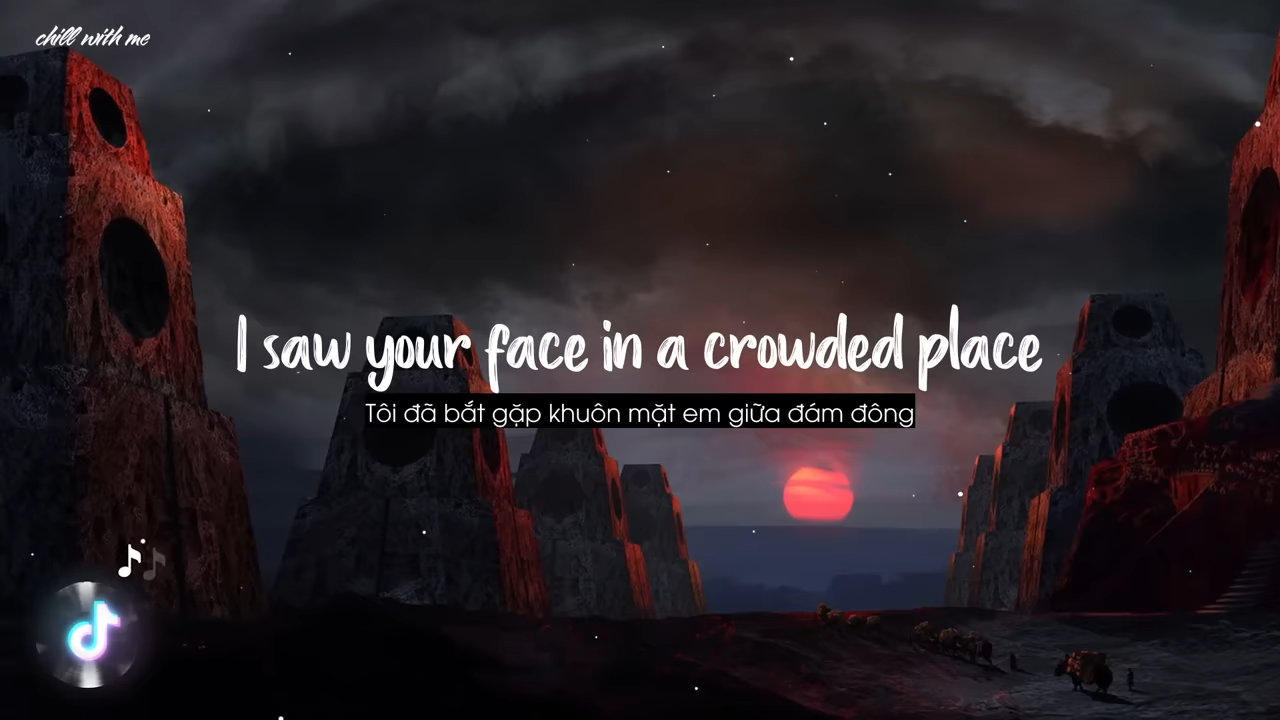 chill with me
I saw your face in a crowded place
Tôi đã bắt gặp khuôn mặt em giữa đám đông